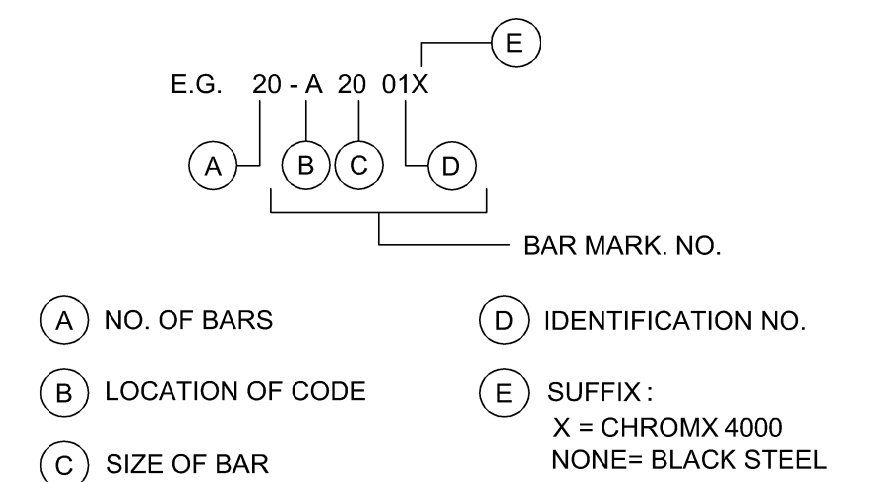 E
E.G. 20 - A 20 01X
A B C D
BAR MARK. NO.
A NO. OF BARS
B LOCATION OF CODE
C SIZE OF BAR
D IDENTIFICATION NO.
E SUFFIX :
X = CHROMX 4000
NONE= BLACK STEEL